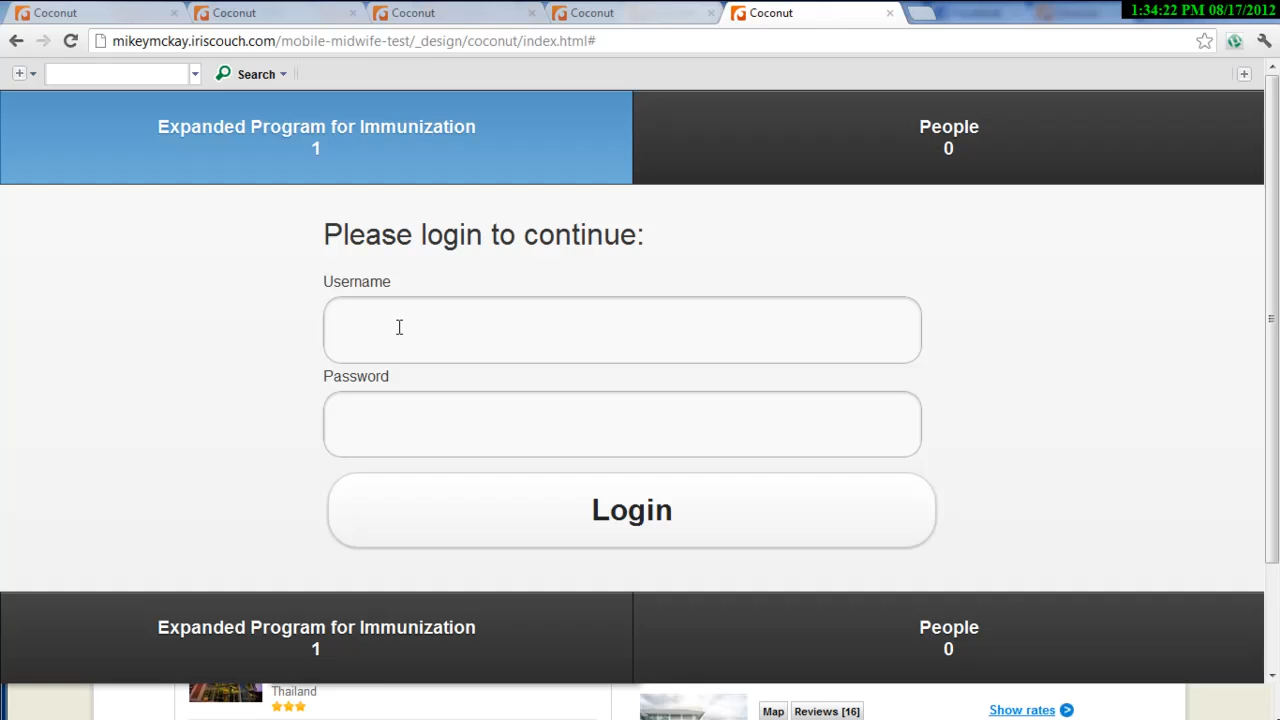 Coconut
Coconut
Coconut
Coconut
Coconut
1:34:22 PM 08/17/2012
mikeymckay.iriscouch.com/mobile-midwife-test/_design/coconut/index.html#
Search
Expanded Program for Immunization
1
People
0
Please login to continue:
Username
Password
Login
Expanded Program for Immunization
1
People
0
Thailand
Map
Reviews [16]
Show rates